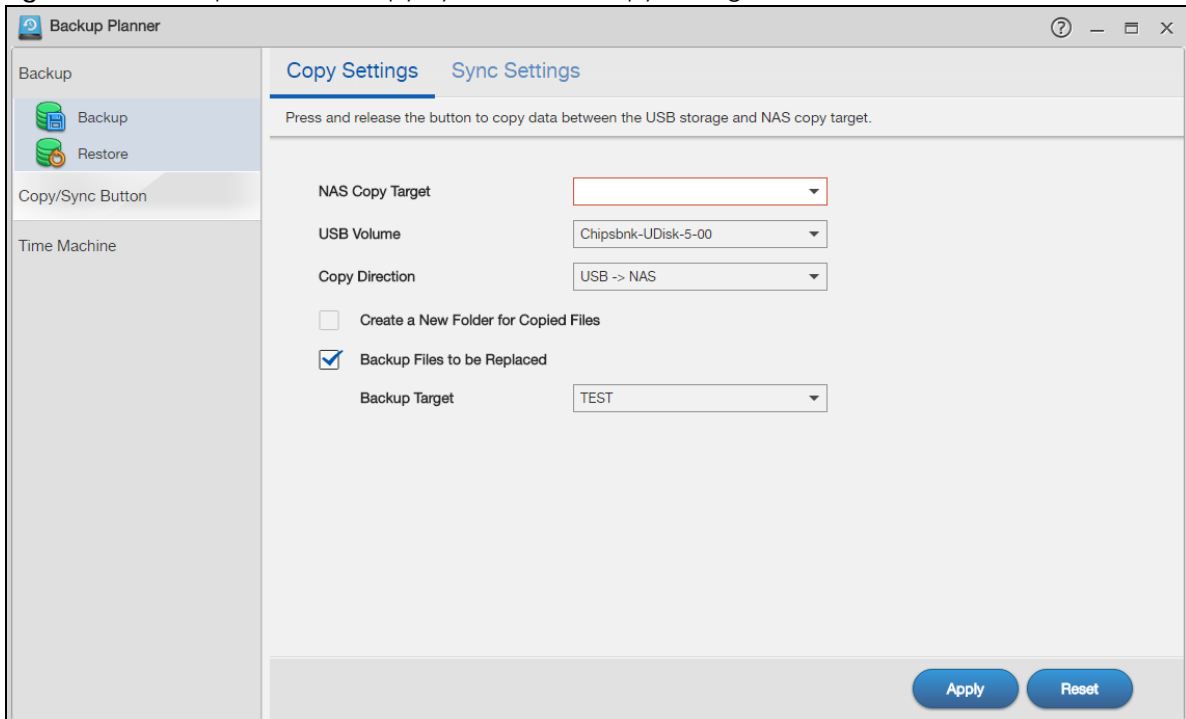 Backup Planner
Backup
Backup
Restore
Copy/Sync Button
Time Machine
Copy Settings Sync Settings
Press and release the button to copy data between the USB storage and NAS copy target.
NAS Copy Target
USB Volume Chipsbnk-UDisk-5-00
Copy Direction USB -> NAS
Create a New Folder for Copied Files
Backup Files to be Replaced
Backup Target TEST
Apply Reset